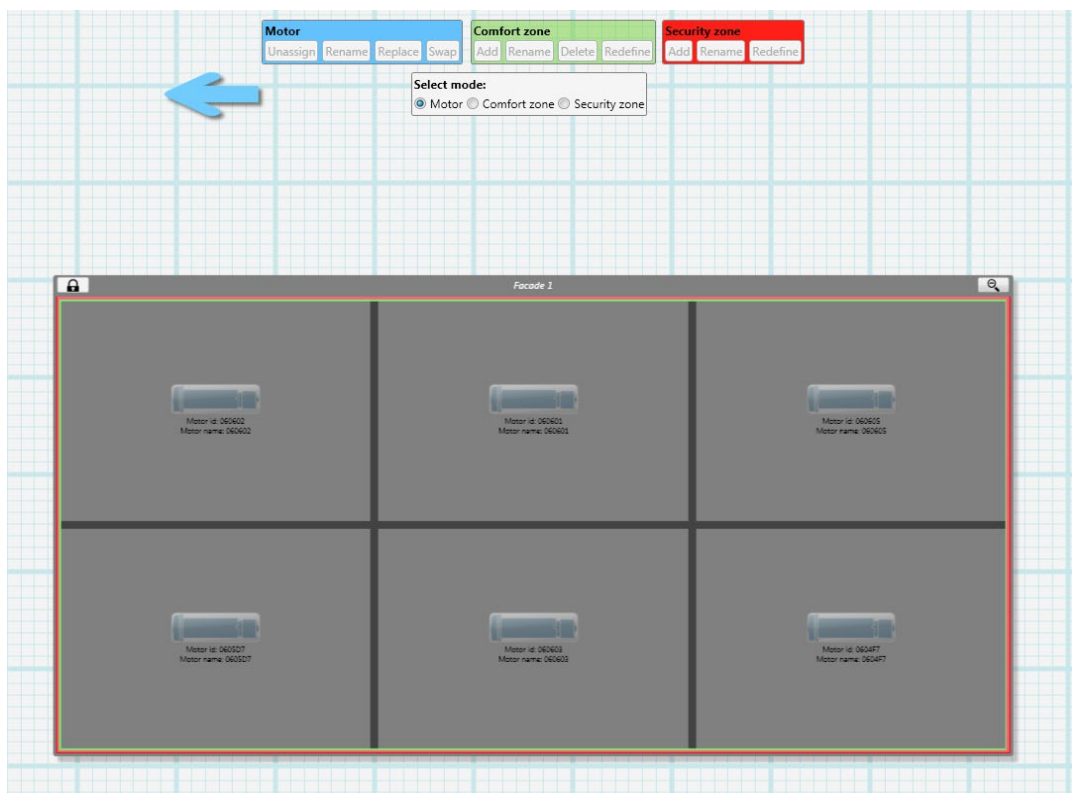 Motor
Unassign Rename Replace Swap
Comfort zone
Add Rename Delete Redefine
Security zone
Add Rename Redefine
Select mode:
Motor Comfort zone Security zone
Facade 1
Motor id: 060602
Motor name: 060602
Motor id: 060601
Motor name: 060601
Motor id: 060605
Motor name: 060605
Motor id: 0605D7
Motor name: 0605D7
Motor id: 060603
Motor name: 060603
Motor id: 0604F7
Motor name: 0604F7